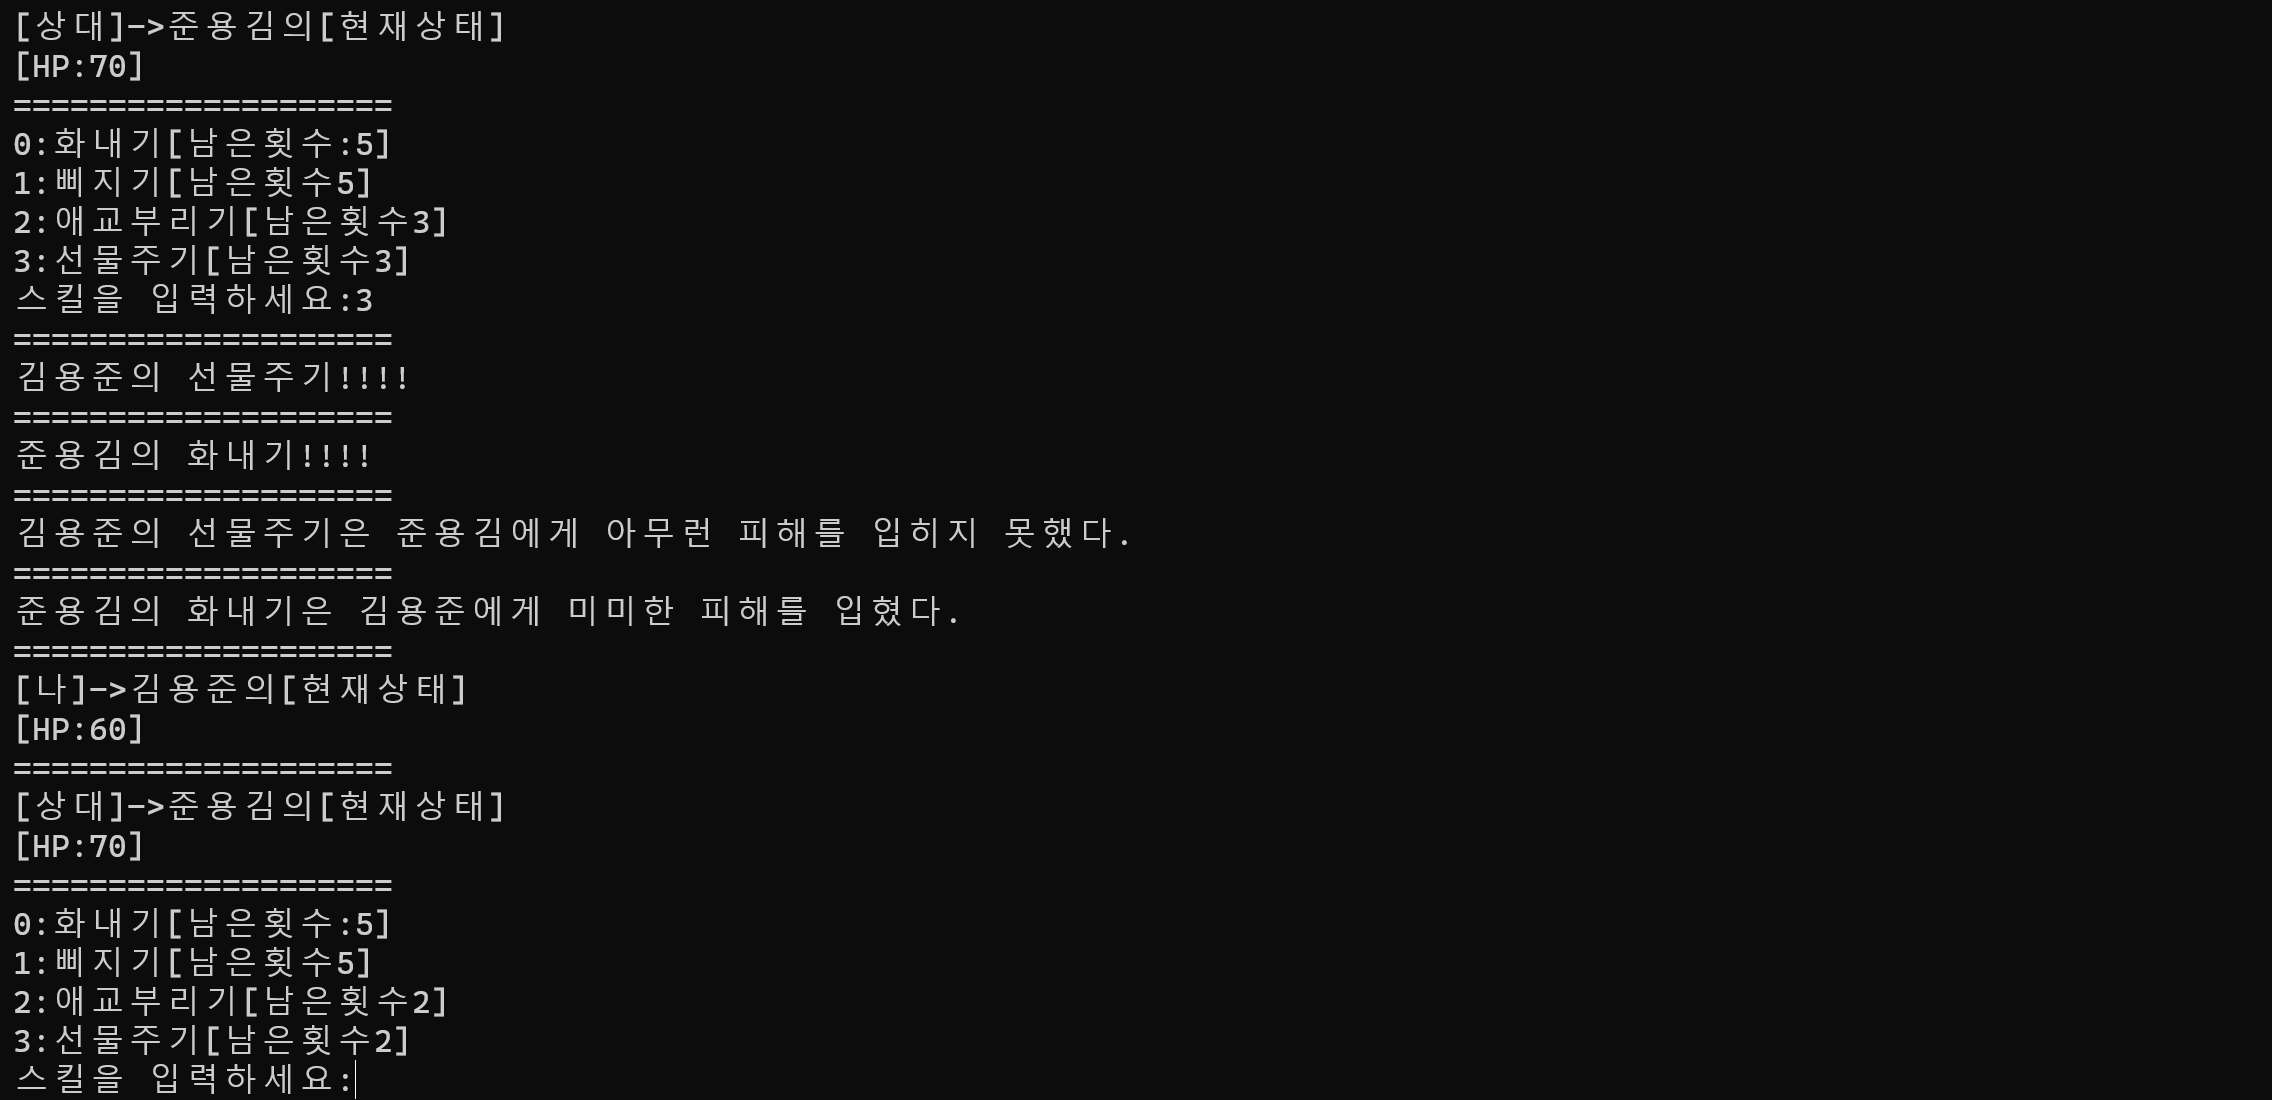 [상대]->준용김의[현재상태]
[HP:70]
====================
0:화내기[남은횟수:5]
1:삐지기[남은횟수5]
2:애교부리기[남은횟수3]
3:선물주기[남은횟수3]
스킬을 입력하세요:3
====================
김용준의 선물주기!!!!
====================
준용김의 화내기!!!!
====================
김용준의 선물주기은 준용김에게 아무런 피해를 입히지 못했다.
====================
준용김의 화내기은 김용준에게 미미한 피해를 입혔다.
====================
[나]->김용준의[현재상태]
[HP:60]
====================
[상대]->준용김의[현재상태]
[HP:70]
====================
0:화내기[남은횟수:5]
1:삐지기[남은횟수5]
2:애교부리기[남은횟수2]
3:선물주기[남은횟수2]
스킬을 입력하세요: